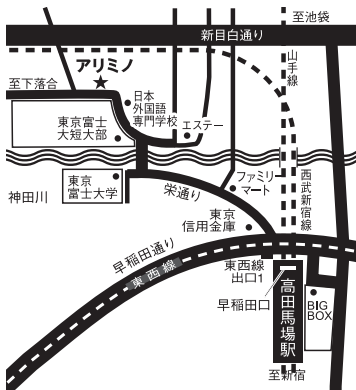 至池袋
新目白通り
山手線
アリミノ
至下落合
日本
外国語
専門学校
エステー
東京富士
大短大部
ファミリー
マート
西武新宿線
東京
富士大学
栄通り
神田川
東京
信用金庫
早稲田通り
東西線
東西線
出口1
早稲田口
高田馬場駅
BIG
BOX
至新宿